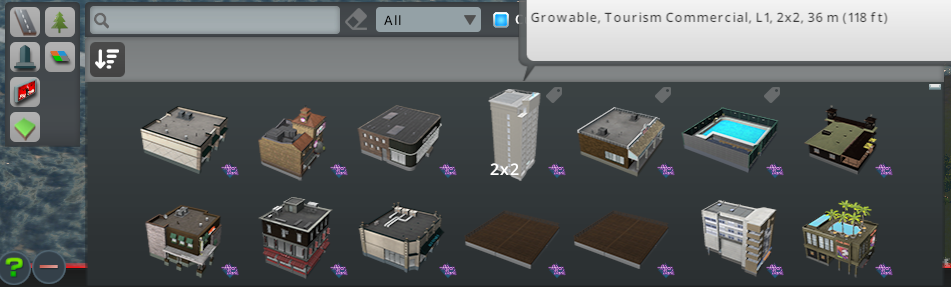 Growable, Tourism Commercial, L1, 2x2, 36 m (118 ft)
All
2x2